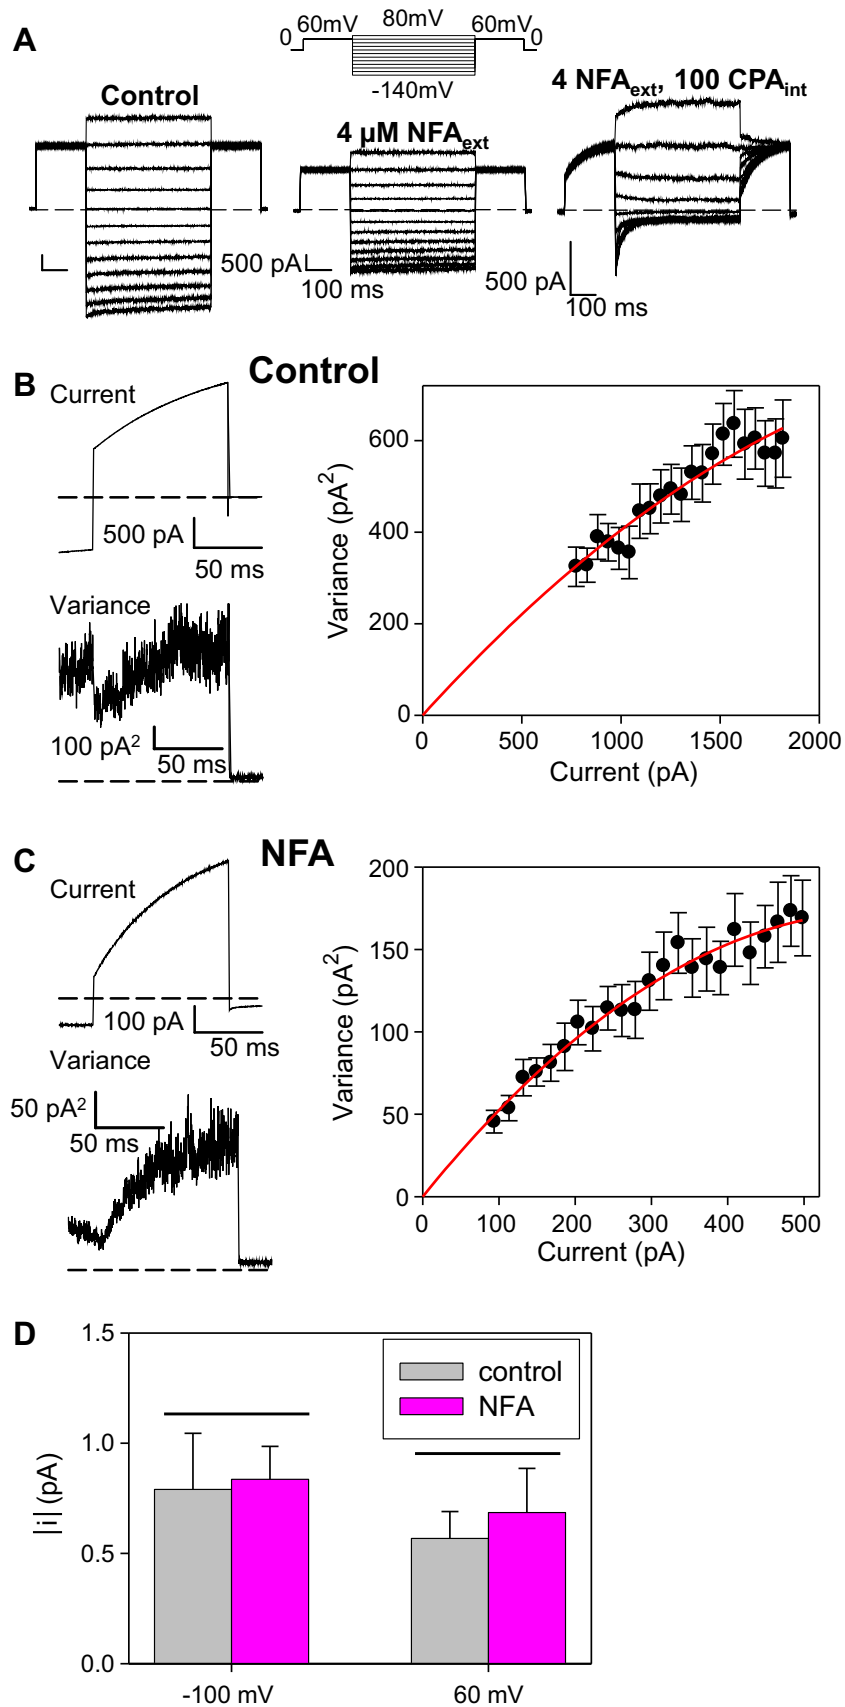 A
0 60mV 80mV 60mV 0
-140mV
Control
4 µM NFAext
4 NFAext, 100 CPAint
500 pA
100 ms
500 pA
100 ms
B
Control
Current
500 pA
50 ms
Variance
100 pA²
50 ms
Variance (pA²)
600
400
200
0
0 500 1000 1500 2000
Current (pA)
C
NFA
Current
100 pA
50 ms
Variance
50 pA²
50 ms
Variance (pA²)
200
150
100
50
0
0 100 200 300 400 500
Current (pA)
D
|i| (pA)
1.5
1.0
0.5
0.0
control
NFA
-100 mV 60 mV